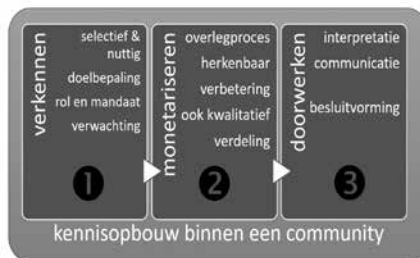 verkennen
selectief &
nuttig
doelbepaling
rol en mandaat
verwachting
1
monetariseren
overlegproces
herkenbaar
verbetering
ook kwalitatief
verdeling
2
doorwerken
interpretatie
communicatie
besluitvorming
3
kennisopbouw binnen een community